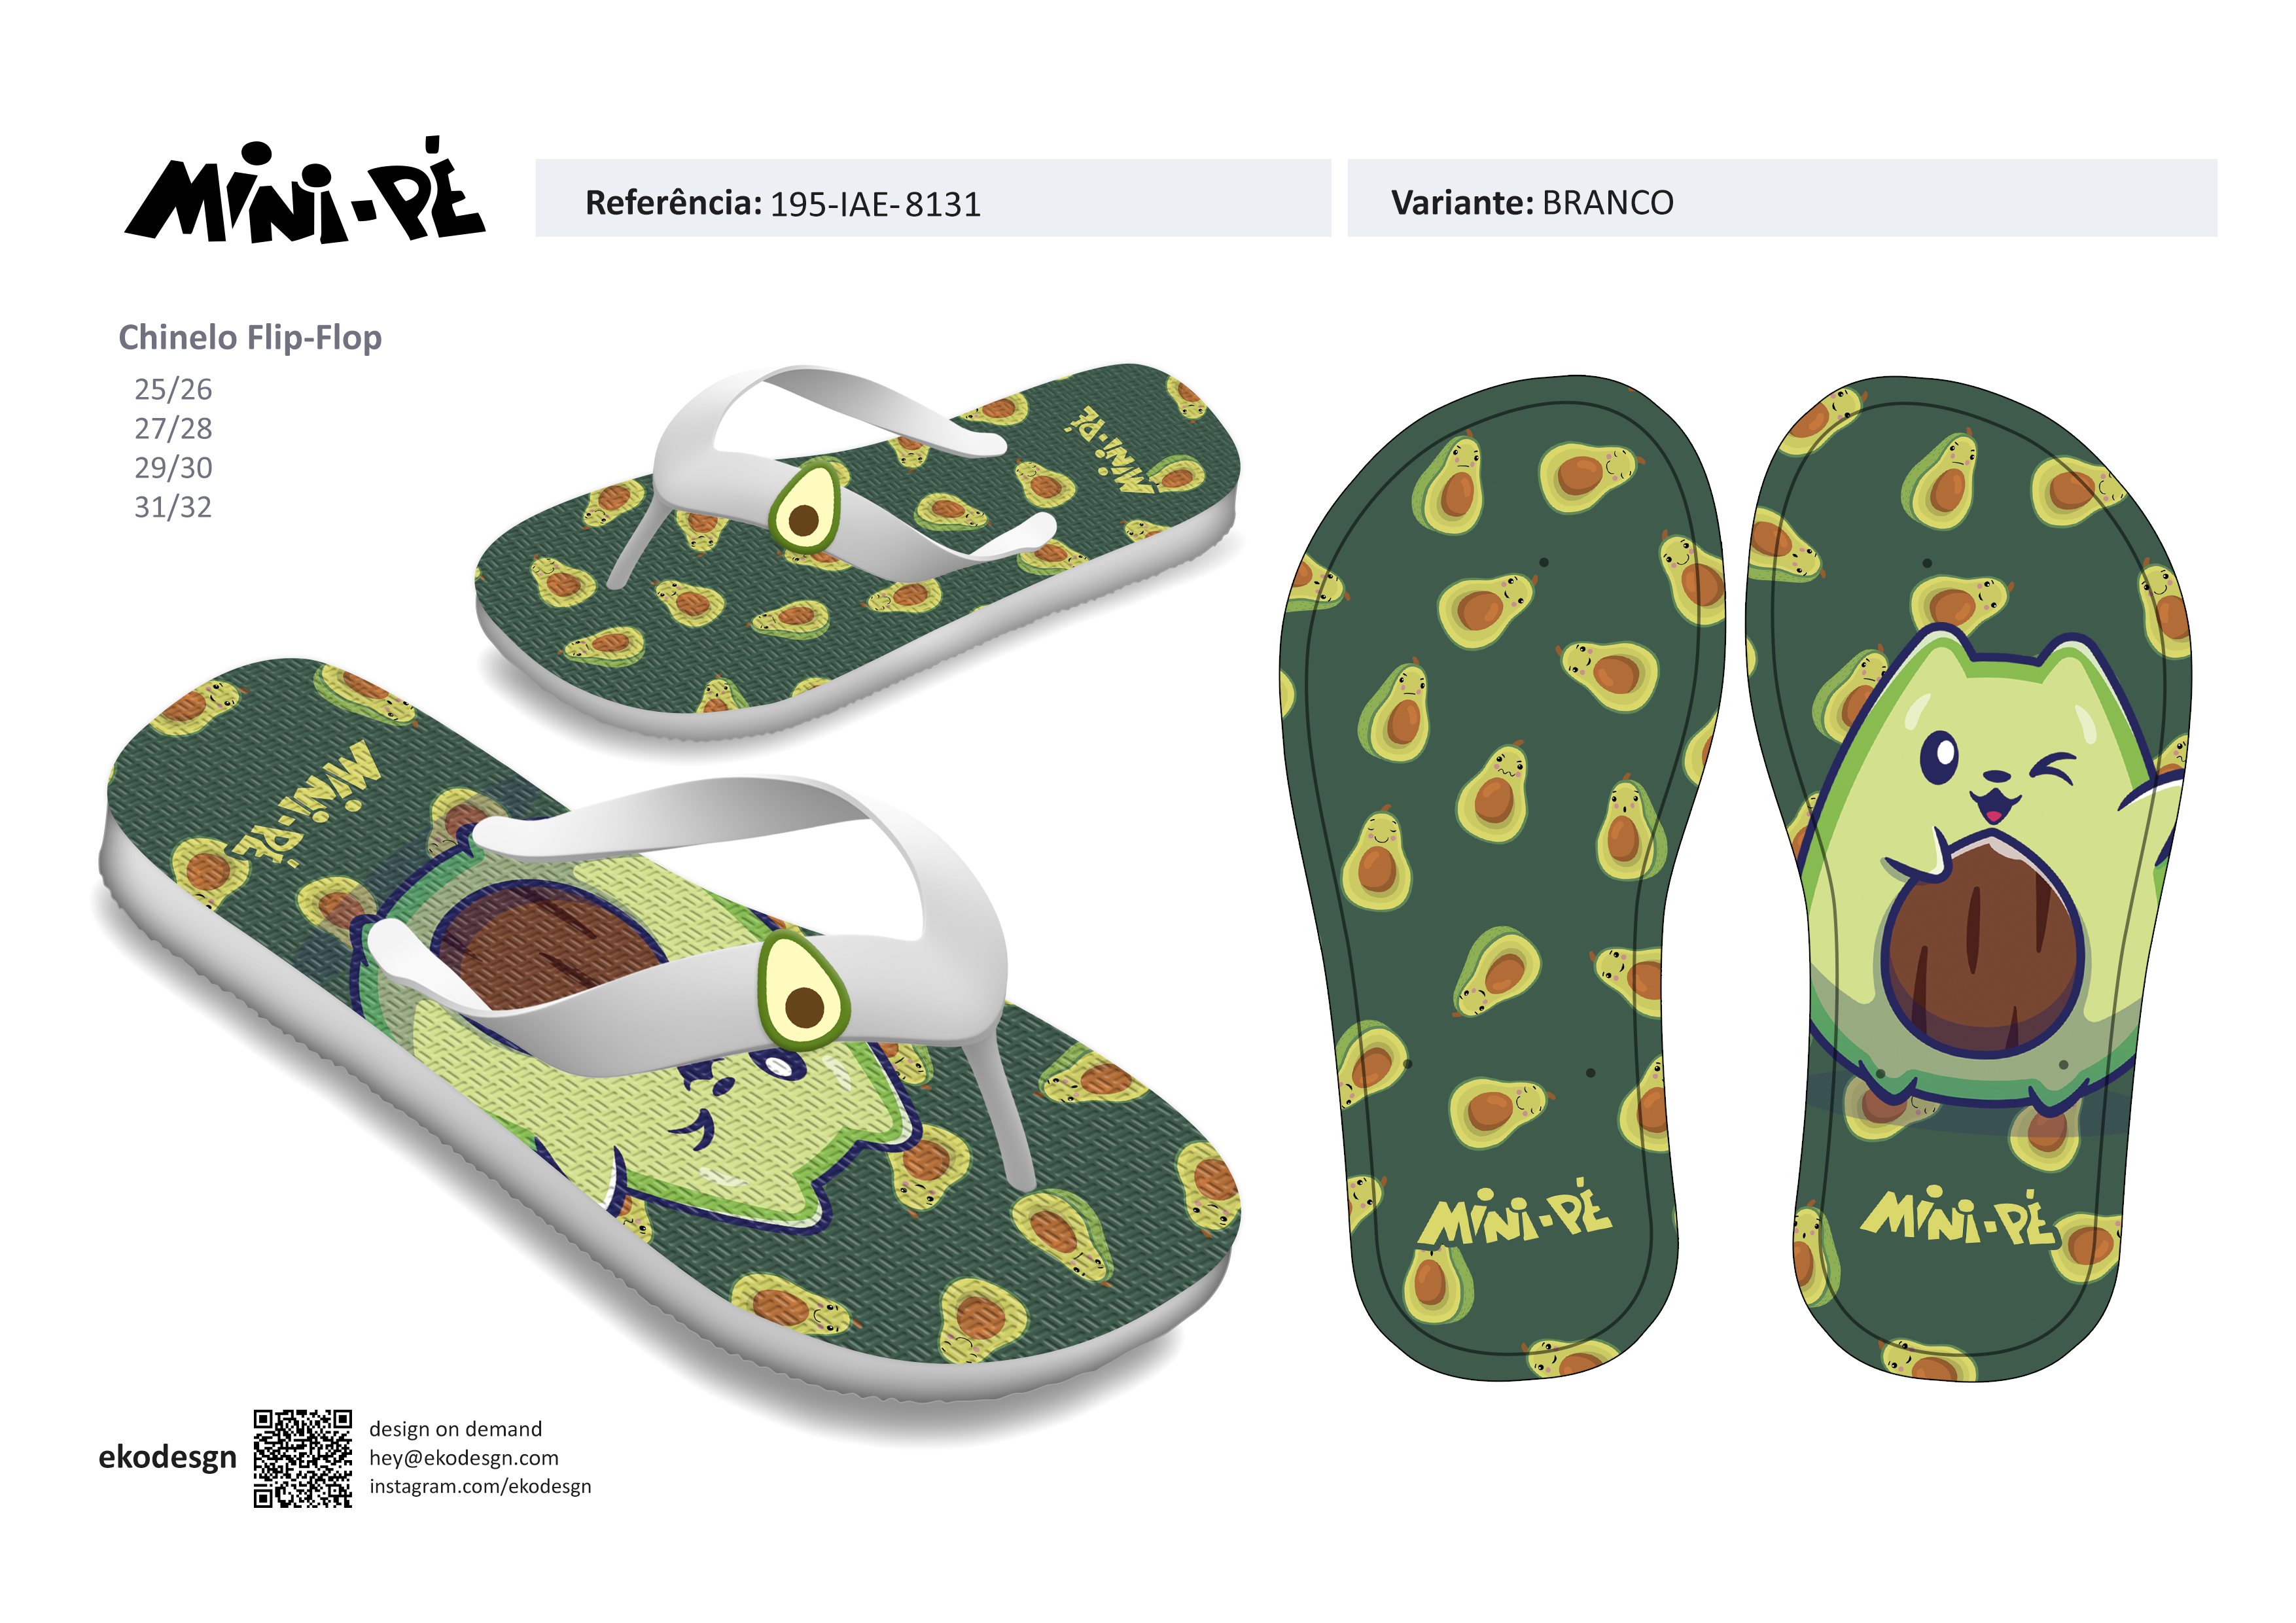 MiNi-PÉ
Referência: 195-IAE-8131
Variante: BRANCO
Chinelo Flip-Flop
25/26
27/28
29/30
31/32
MiNi-PÉ
MiNi-PÉ
MiNi-PÉ
MiNi-PÉ
ekodesgn
design on demand
hey@ekodesgn.com
instagram.com/ekodesgn